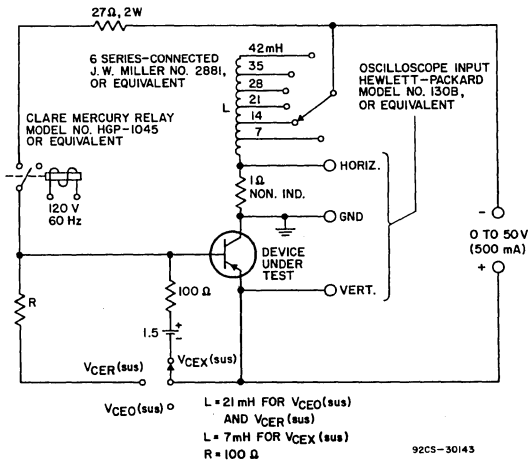 27Ω, 2W
6 SERIES-CONNECTED
J.W. MILLER NO. 2881,
OR EQUIVALENT
42mH
35
28
21
14
7
L
OSCILLOSCOPE INPUT
HEWLETT-PACKARD
MODEL NO. 130B,
OR EQUIVALENT
CLARE MERCURY RELAY
MODEL NO. HGP-1045
OR EQUIVALENT
120 V
60 Hz
HORIZ.
1Ω
NON. IND.
GND
-
0 TO 50V
(500 mA)
+
DEVICE
UNDER
TEST
VERT.
R
100 Ω
1.5
+
-
VCER(sus)
VCEX(sus)
VCEO(sus)
L = 21 mH FOR VCEO(sus)
AND VCER(sus)
L = 7mH FOR VCEX (sus)
R = 100 Ω
92CS-30143